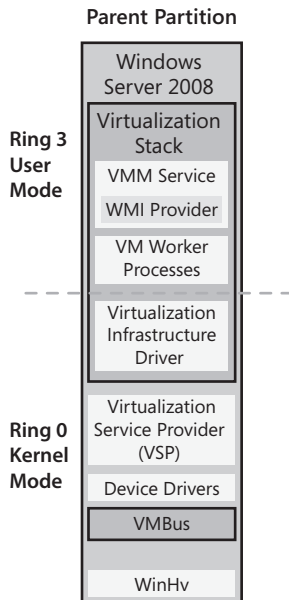 Parent Partition
Windows
Server 2008
Ring 3
User
Mode
Virtualization
Stack
VMM Service
WMI Provider
VM Worker
Processes
Virtualization
Infrastructure
Driver
Ring 0
Kernel
Mode
Virtualization
Service Provider
(VSP)
Device Drivers
VMBus
WinHv